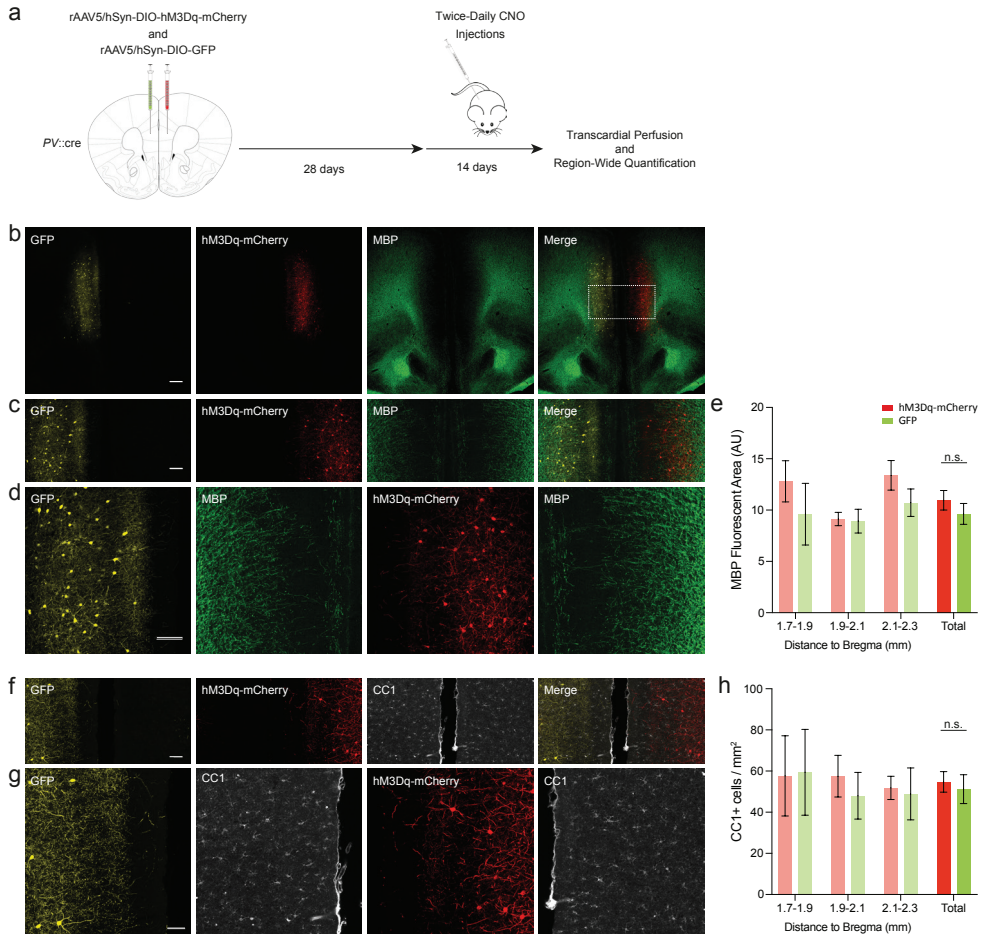 a
rAAV5/hSyn-DIO-hM3Dq-mCherry
and
rAAV5/hSyn-DIO-GFP
PV::cre
28 days
Twice-Daily CNO
Injections
14 days
Transcardial Perfusion
and
Region-Wide Quantification
b
GFP
hM3Dq-mCherry
MBP
Merge
c
GFP
hM3Dq-mCherry
MBP
Merge
d
GFP
MBP
hM3Dq-mCherry
MBP
e
hM3Dq-mCherry
GFP
n.s.
MBP Fluorescent Area (AU)
20
15
10
5
0
1.7-1.9
1.9-2.1
2.1-2.3
Total
Distance to Bregma (mm)
f
GFP
hM3Dq-mCherry
CC1
Merge
g
GFP
CC1
hM3Dq-mCherry
CC1
h
n.s.
CC1+ cells / mm²
100
80
60
40
20
0
1.7-1.9
1.9-2.1
2.1-2.3
Total
Distance to Bregma (mm)